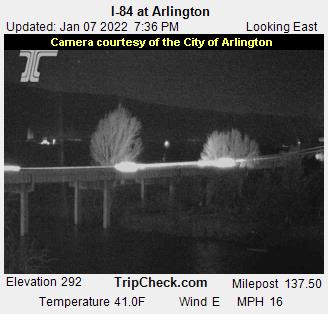 I-84 at Arlington
Updated: Jan 07 2022 7:36 PM Looking East
Camera courtesy of the City of Arlington
Elevation 292 TripCheck.com Milepost 137.50
Temperature 41.0F Wind E MPH 16